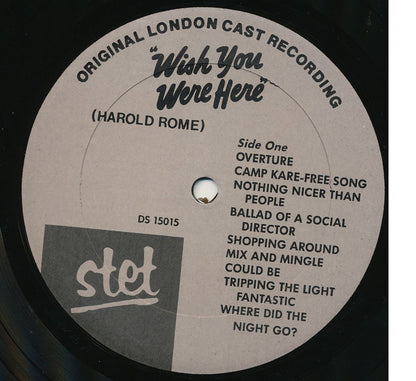 ORIGINAL LONDON CAST RECORDING
"Wish You
Were Here"
(HAROLD ROME)
Side One
OVERTURE
CAMP KARE-FREE SONG
NOTHING NICER THAN
PEOPLE
BALLAD OF A SOCIAL
DIRECTOR
SHOPPING AROUND
MIX AND MINGLE
COULD BE
TRIPPING THE LIGHT
FANTASTIC
WHERE DID THE
NIGHT GO?
DS 15015
stet